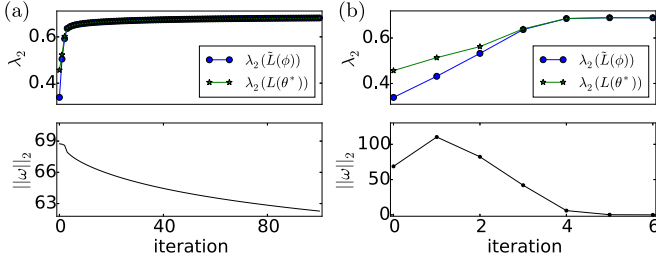 (a)
0.6
0.4
λ₂
λ₂(L̃(ϕ))
λ₂(L(θ*))
69
66
63
||ω||₂
0 40 80
iteration
(b)
0.6
0.4
λ₂
λ₂(L̃(ϕ))
λ₂(L(θ*))
100
50
0
||ω||₂
0 2 4 6
iteration